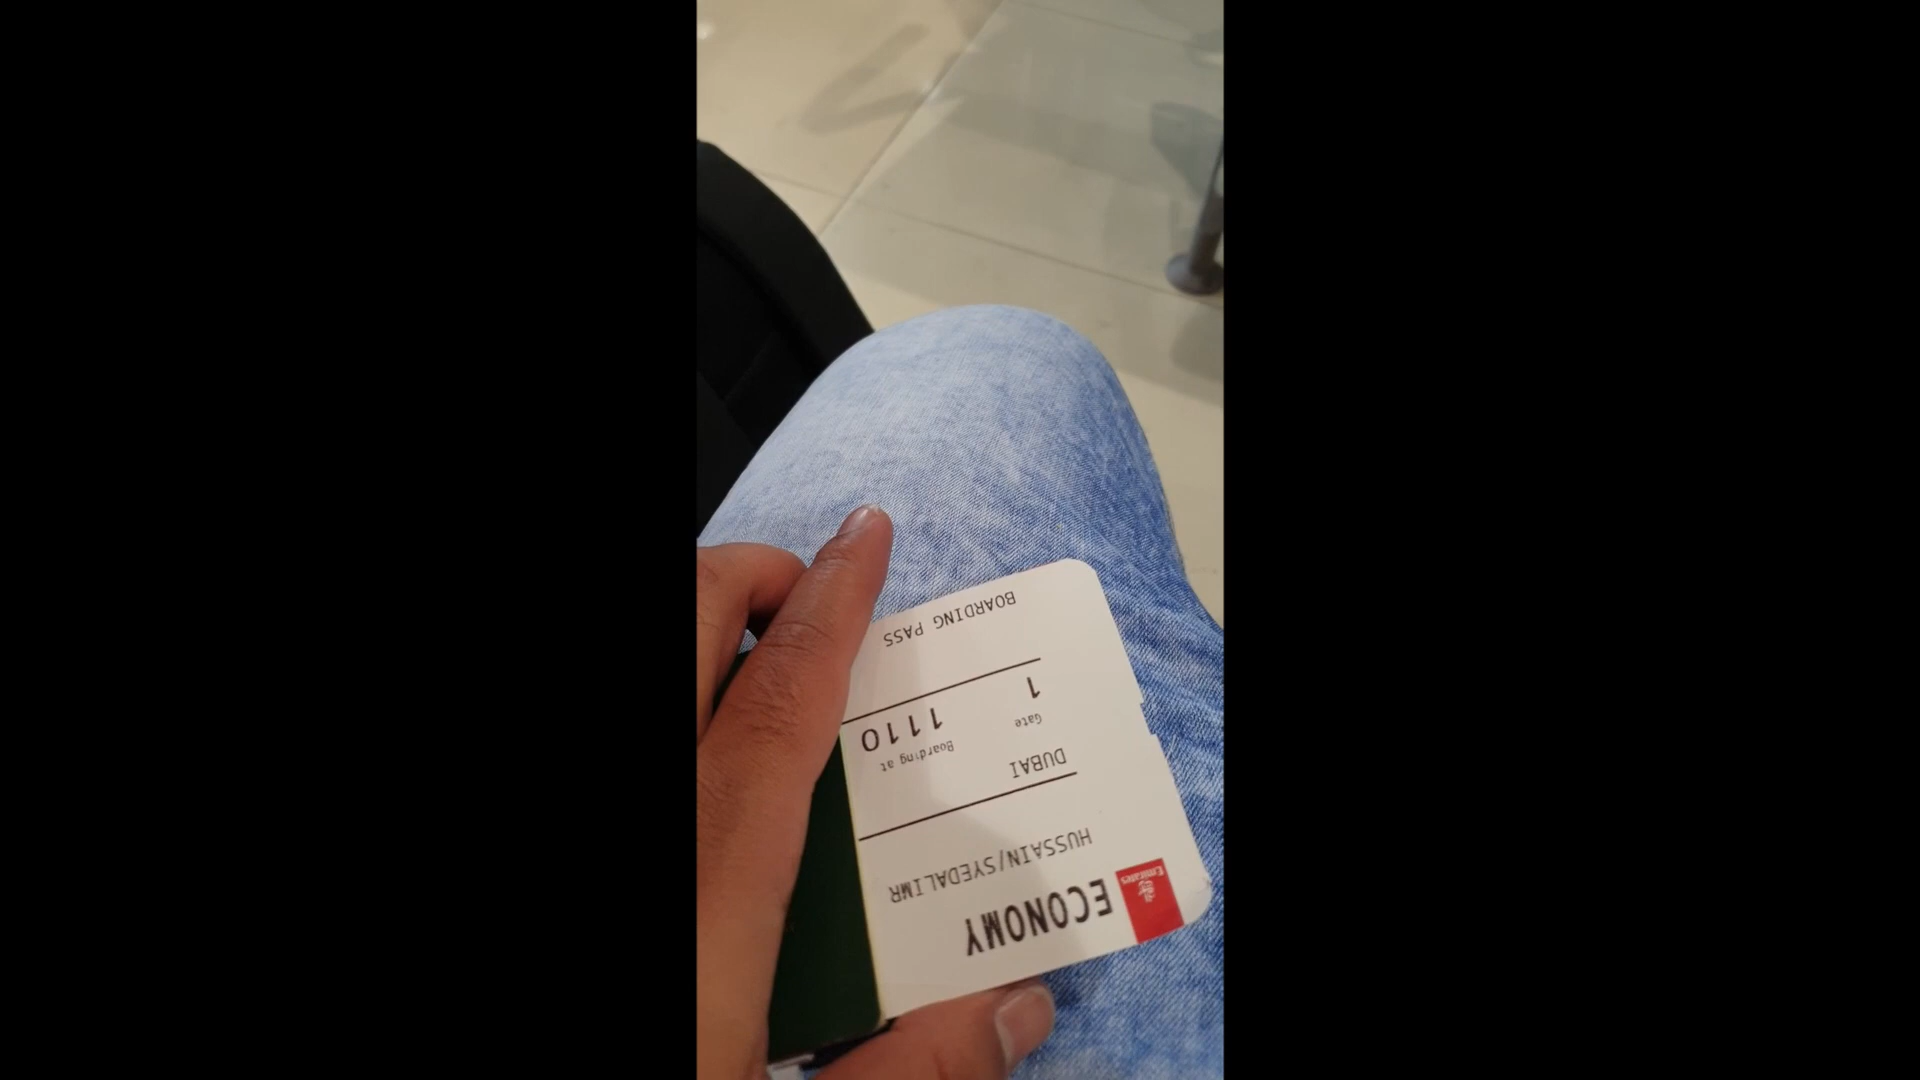 Emirates
ECONOMY
HUSSAIN/SYEDALIMR
DUBAI
Gate Boarding at
1 1110
BOARDING PASS